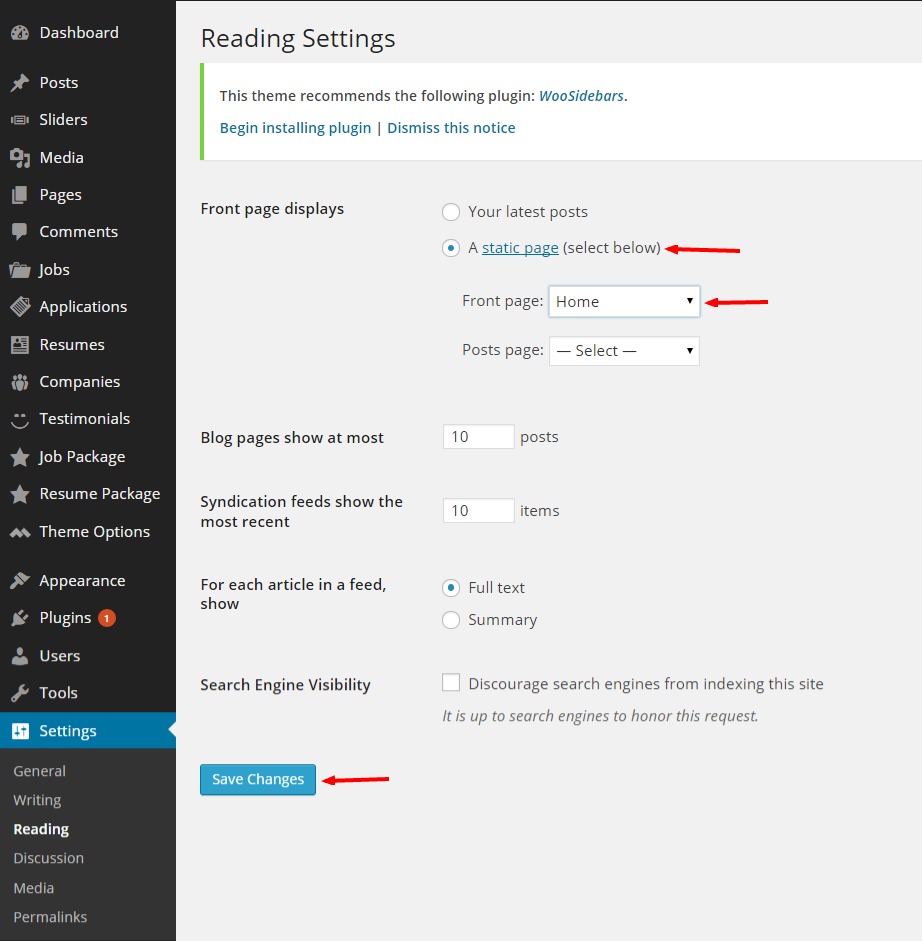 Dashboard
Posts
Sliders
Media
Pages
Comments
Jobs
Applications
Resumes
Companies
Testimonials
Job Package
Resume Package
Theme Options
Appearance
Plugins 1
Users
Tools
Settings
General
Writing
Reading
Discussion
Media
Permalinks
Reading Settings
This theme recommends the following plugin: WooSidebars.
Begin installing plugin | Dismiss this notice
Front page displays
Your latest posts
A static page (select below)
Front page: Home
Posts page: — Select —
Blog pages show at most
10 posts
Syndication feeds show the
most recent
10 items
For each article in a feed,
show
Full text
Summary
Search Engine Visibility
Discourage search engines from indexing this site
It is up to search engines to honor this request.
Save Changes